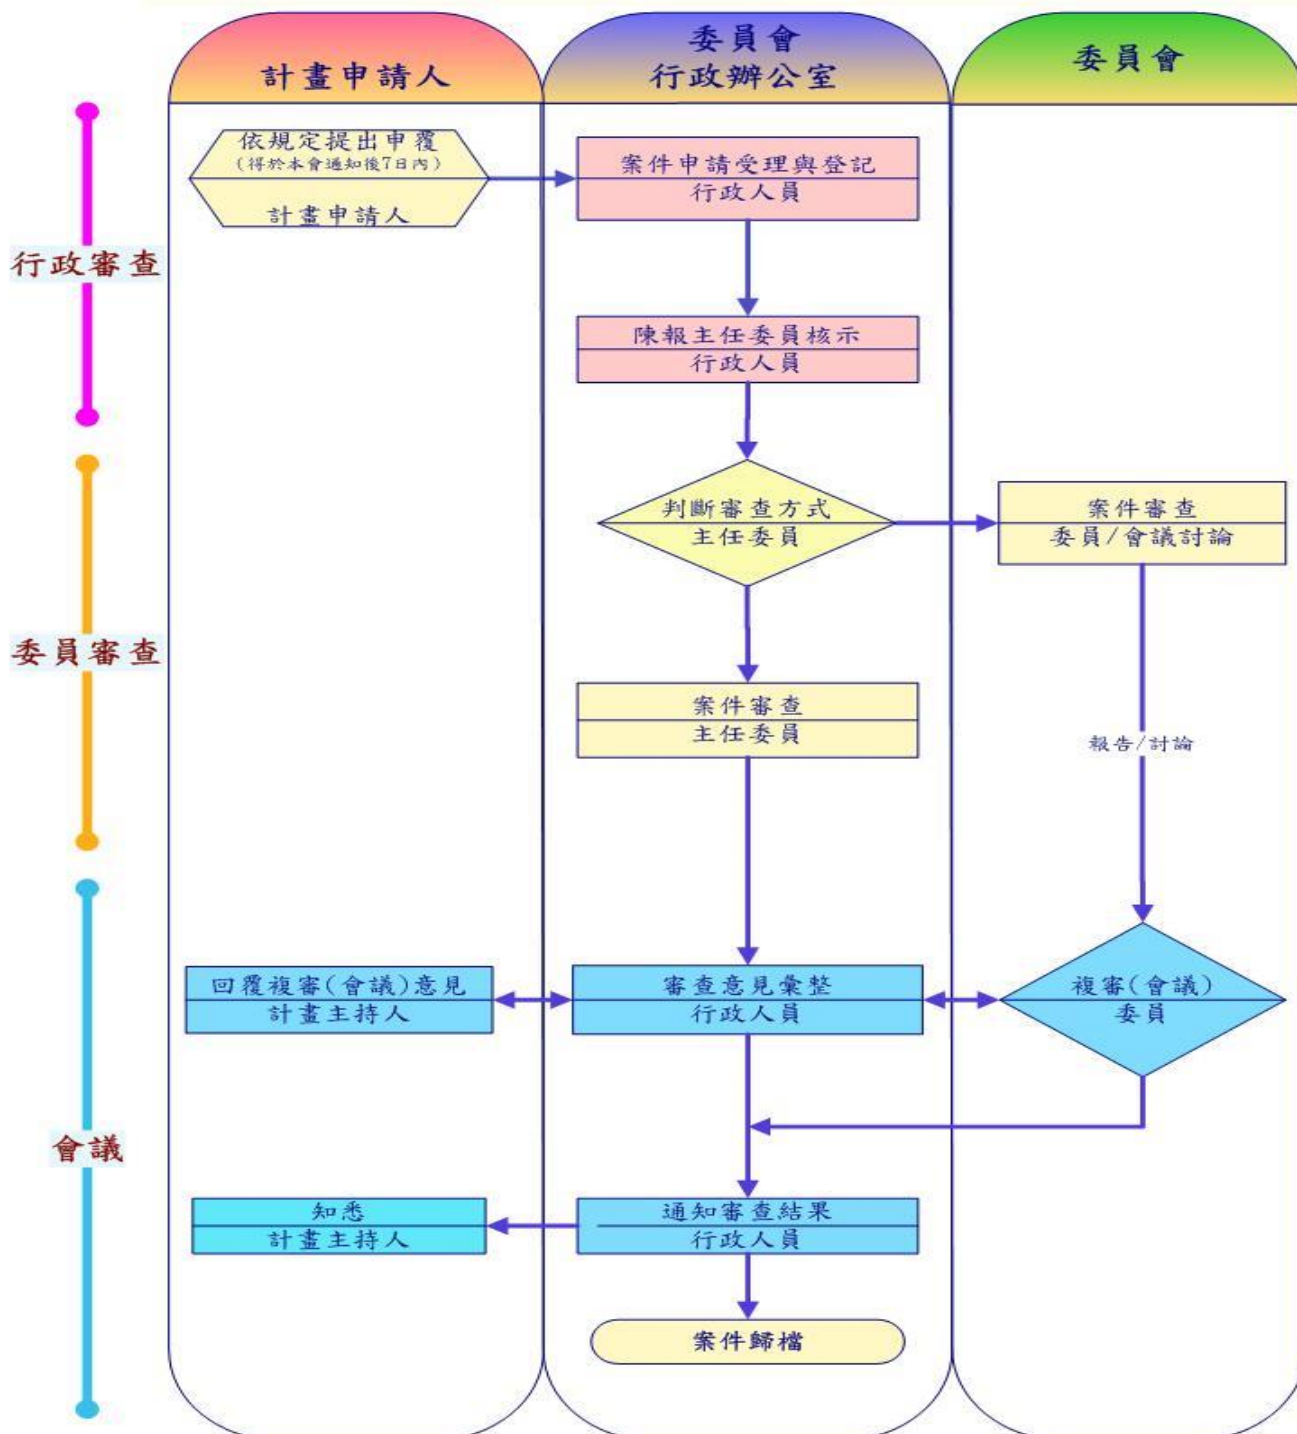 計畫申請人
委員會
行政辦公室
委員會
行政審查
依規定提出申覆
(得於本會通知後7日內)
計畫申請人
案件申請受理與登記
行政人員
陳報主任委員核示
行政人員
委員審查
判斷審查方式
主任委員
案件審查
委員/會議討論
案件審查
主任委員
報告/討論
會議
回覆複審(會議)意見
計畫主持人
審查意見彙整
行政人員
複審(會議)
委員
知悉
計畫主持人
通知審查結果
行政人員
案件歸檔